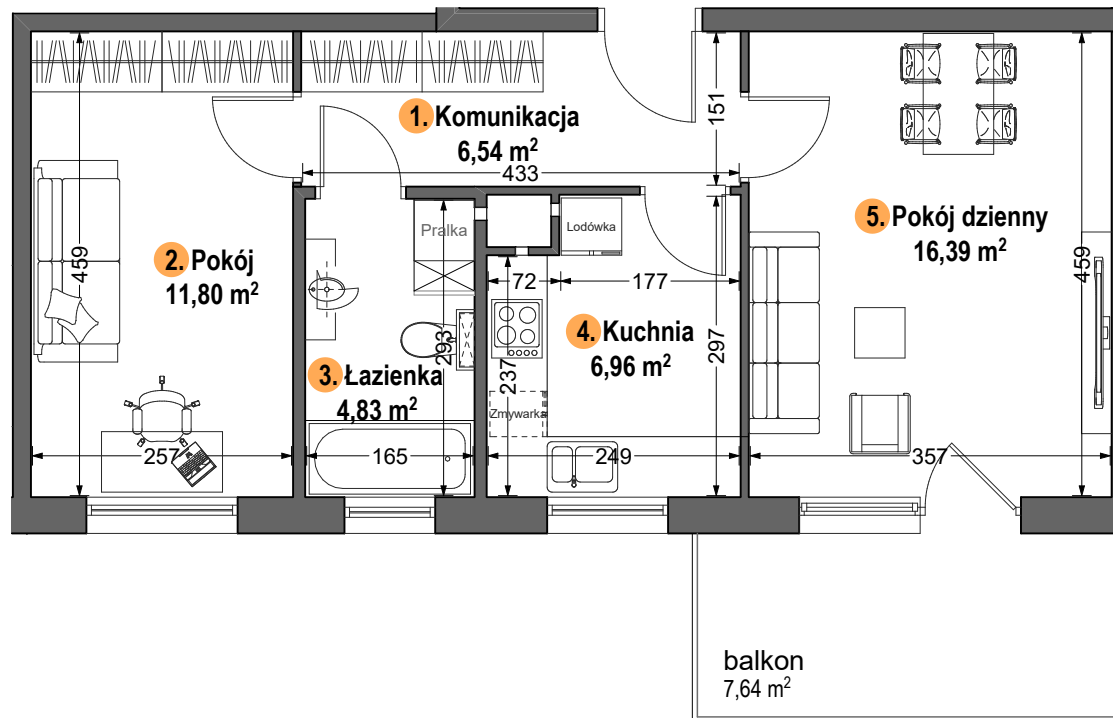 1. Komunikacja
6,54 m²
433
151
2. Pokój
11,80 m²
459
257
Pralka
3. Łazienka
4,83 m²
293
165
Lodówka
72
177
4. Kuchnia
6,96 m²
237
297
Zmywarka
249
5. Pokój dzienny
16,39 m²
459
357
balkon
7,64 m²